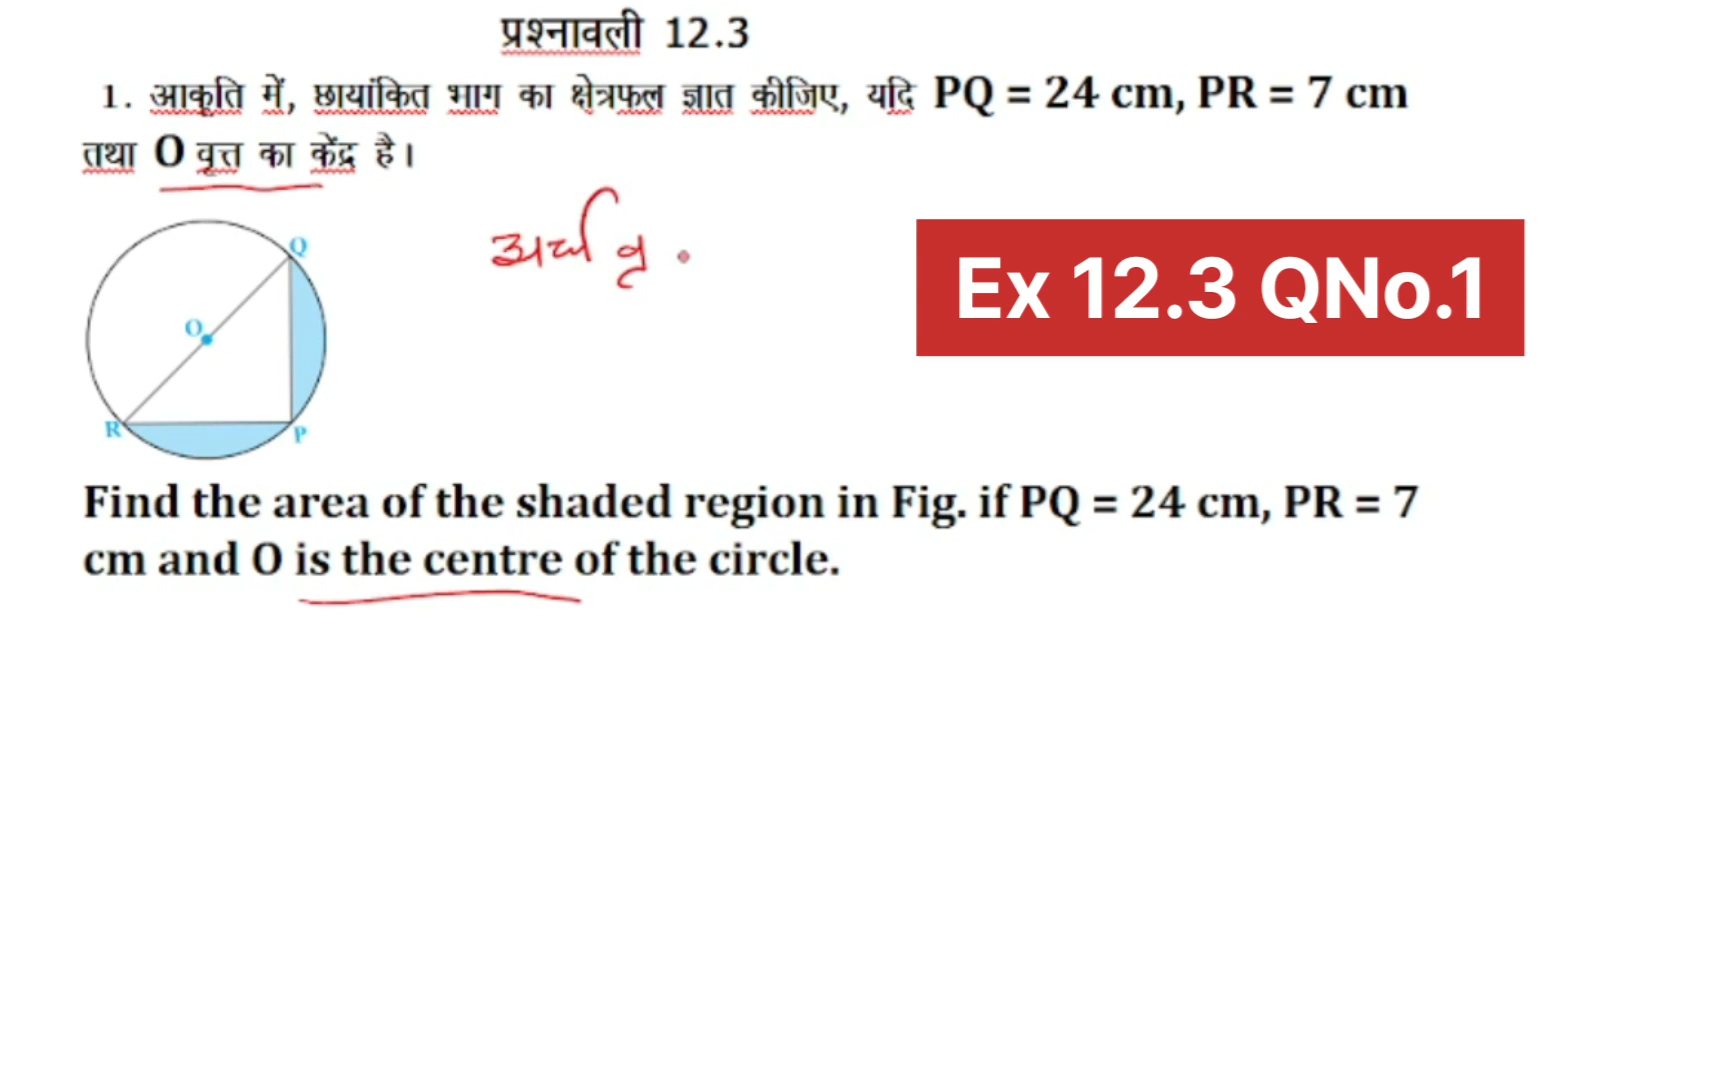 प्रश्नावली 12.3
1. आकृति में, छायांकित भाग का क्षेत्रफल ज्ञात कीजिए, यदि PQ = 24 cm, PR = 7 cm
तथा O वृत्त का केंद्र है।
अर्ध वृ.
Ex 12.3 QNo.1
Q
O
R
P
Find the area of the shaded region in Fig. if PQ = 24 cm, PR = 7
cm and O is the centre of the circle.